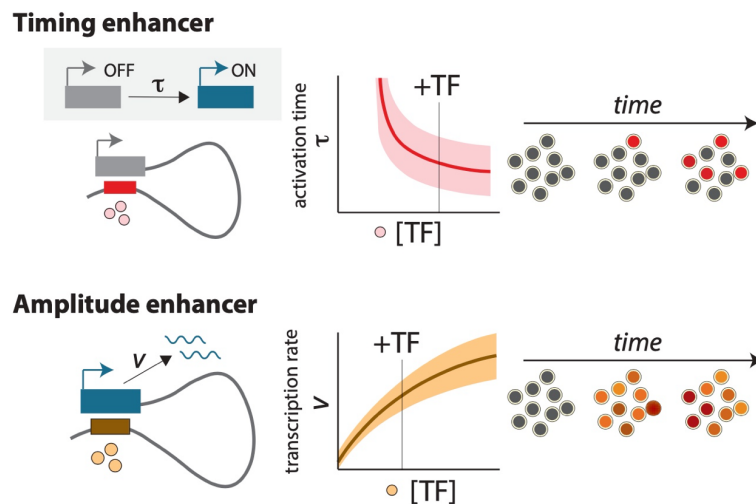 Timing enhancer
OFF
τ
ON
activation time
τ
+TF
[TF]
time
Amplitude enhancer
v
transcription rate
v
+TF
[TF]
time